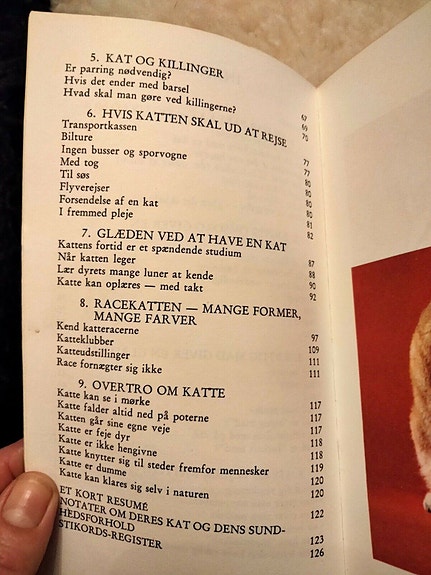 5. KAT OG KILLINGER
Er parring nødvendig? 67
Hvis det ender med barsel 69
Hvad skal man gøre ved killingerne? 70
6. HVIS KATTEN SKAL UD AT REJSE
Transportkassen 77
Bilture 77
Ingen busser og sporvogne 80
Med tog 80
Til søs 80
Flyverejser 80
Forsendelse af en kat 81
I fremmed pleje 82
7. GLÆDEN VED AT HAVE EN KAT
Kattens fortid er et spændende studium 87
Når katten leger 88
Lær dyrets mange luner at kende 90
Katte kan oplæres — med takt 92
8. RACEKATTEN — MANGE FORMER,
MANGE FARVER
Kend katteracerne 97
Katteklubber 109
Katteudstillinger 111
Race fornægter sig ikke 111
9. OVERTRO OM KATTE
Katte kan se i mørke 117
Katte falder altid ned på poterne 117
Katten går sine egne veje 117
Katte er feje dyr 118
Katte er ikke hengivne 118
Katte knytter sig til steder fremfor mennesker 119
Katte er dumme 120
Katte kan klares sig selv i naturen 120
ET KORT RESUMÉ 122
NOTATER OM DERES KAT OG DENS SUND-
HEDSFORHOLD 123
STIKORDS-REGISTER 126